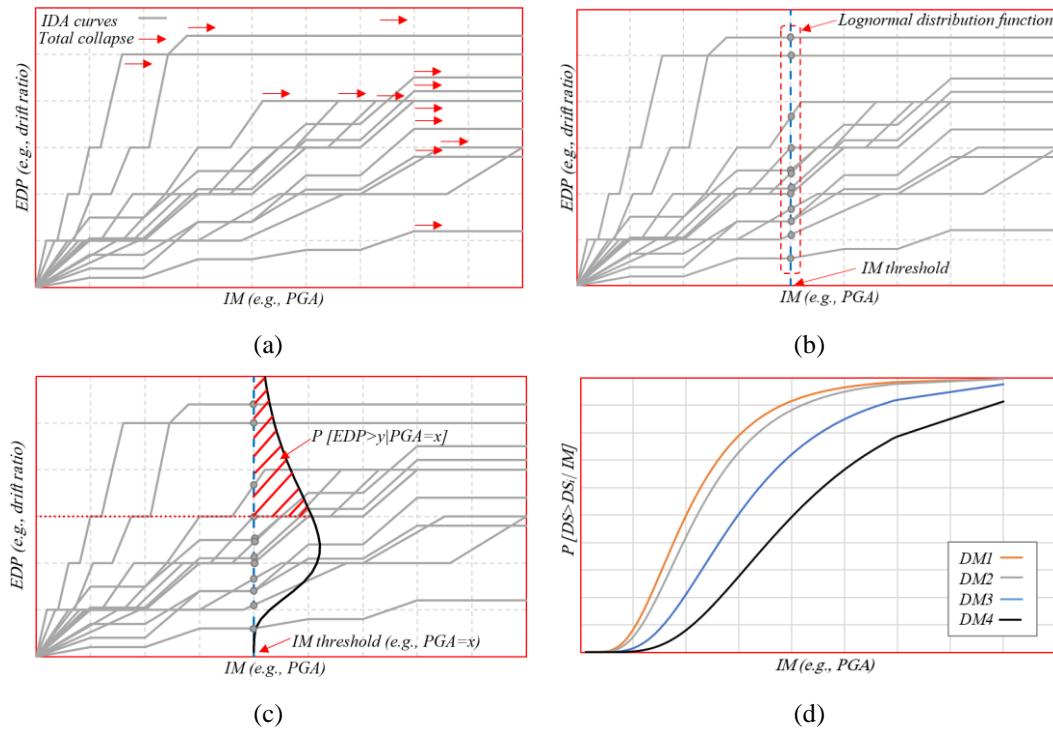 IDA curves
Total collapse
EDP (e.g., drift ratio)
IM (e.g., PGA)
(a)
Lognormal distribution function
EDP (e.g., drift ratio)
IM threshold
IM (e.g., PGA)
(b)
P [EDP>y|PGA=x]
EDP (e.g., drift ratio)
IM threshold (e.g., PGA=x)
IM (e.g., PGA)
(c)
P [DS>DSi| IM]
DM1
DM2
DM3
DM4
IM (e.g., PGA)
(d)